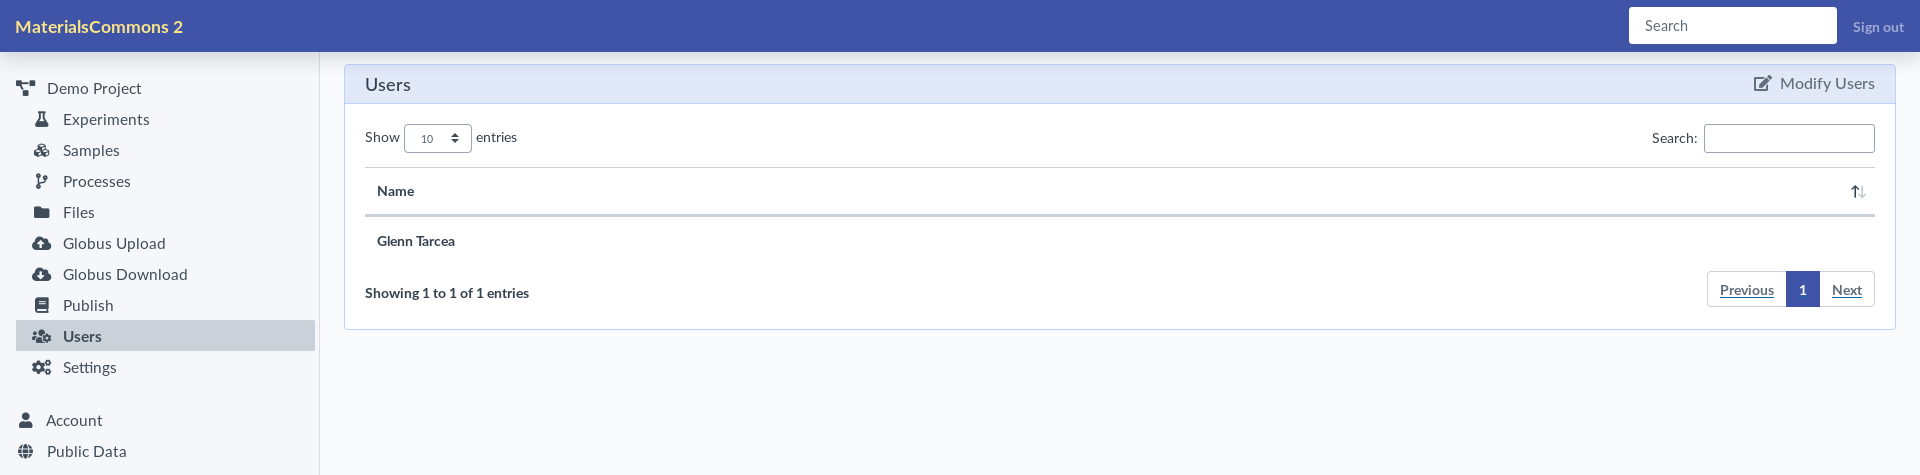 MaterialsCommons 2
Search
Sign out
Demo Project
Experiments
Samples
Processes
Files
Globus Upload
Globus Download
Publish
Users
Settings
Account
Public Data
Users
Modify Users
Show 10 entries
Search:
Name
Glenn Tarcea
Showing 1 to 1 of 1 entries
Previous 1 Next